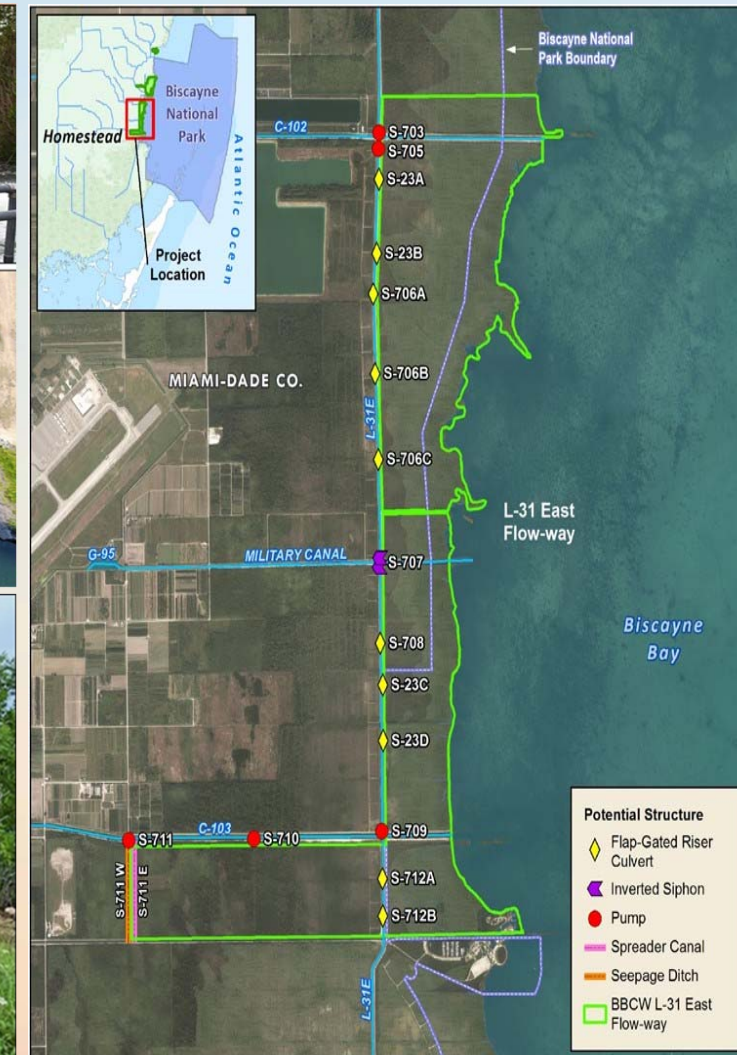 Biscayne
National
Park
Homestead
Atlantic Ocean
Project
Location
Biscayne National
Park Boundary
C-102
S-703
S-705
S-23A
S-23B
S-706A
MIAMI-DADE CO.
S-706B
L-31E
S-706C
L-31 East
Flow-way
G-95
MILITARY CANAL
S-707
Biscayne
Bay
S-708
S-23C
S-23D
C-103
S-711
S-710
S-709
S-711 W
S-711 E
S-712A
S-712B
L-31E
Potential Structure
Flap-Gated Riser
Culvert
Inverted Siphon
Pump
Spreader Canal
Seepage Ditch
BBCW L-31 East
Flow-way